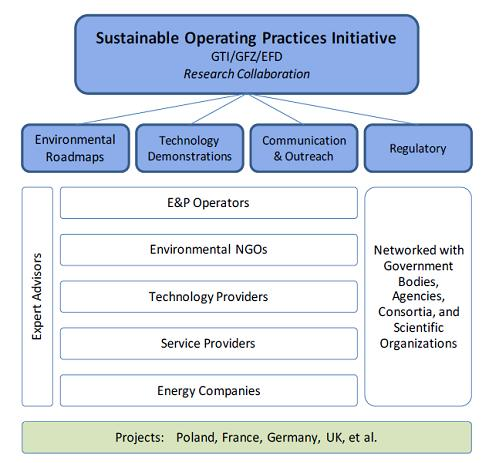 Sustainable Operating Practices Initiative
GTI/GFZ/EFD
Research Collaboration
Environmental
Roadmaps
Technology
Demonstrations
Communication
& Outreach
Regulatory
Expert Advisors
E&P Operators
Environmental NGOs
Technology Providers
Service Providers
Energy Companies
Networked with
Government
Bodies,
Agencies,
Consortia, and
Scientific
Organizations
Projects: Poland, France, Germany, UK, et al.